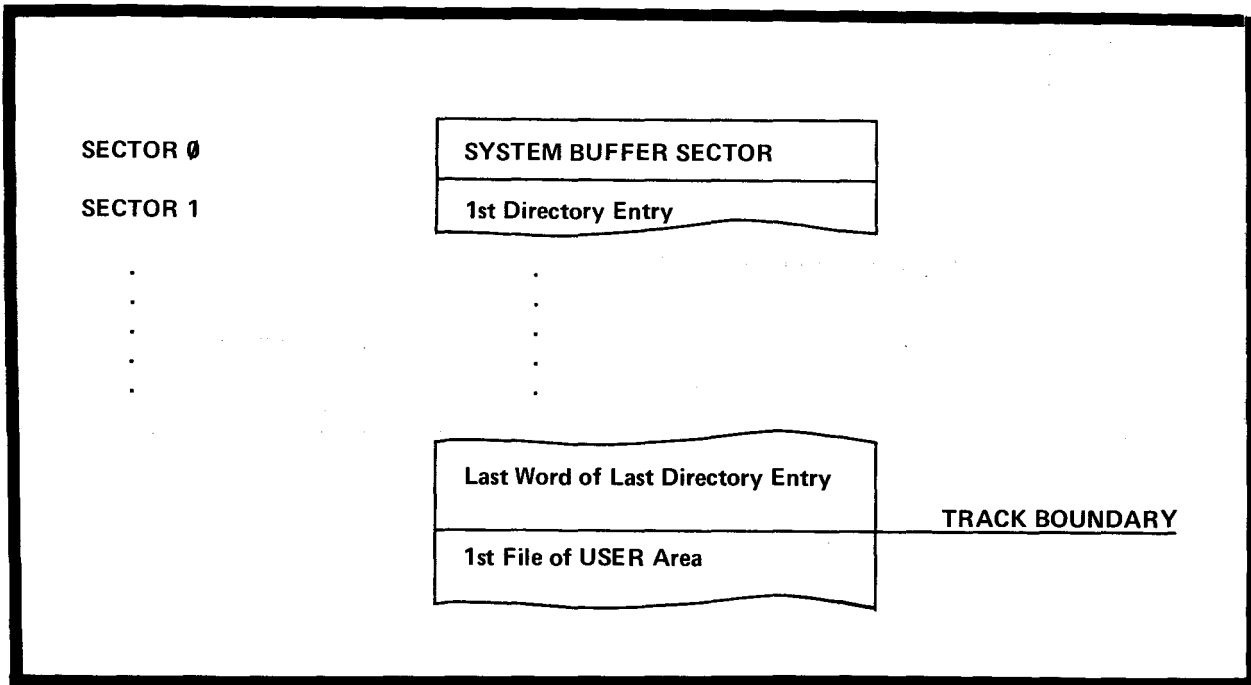 SECTOR 0 SYSTEM BUFFER SECTOR
SECTOR 1 1st Directory Entry
. .
. .
. .
. .
. .
Last Word of Last Directory Entry
TRACK BOUNDARY
1st File of USER Area